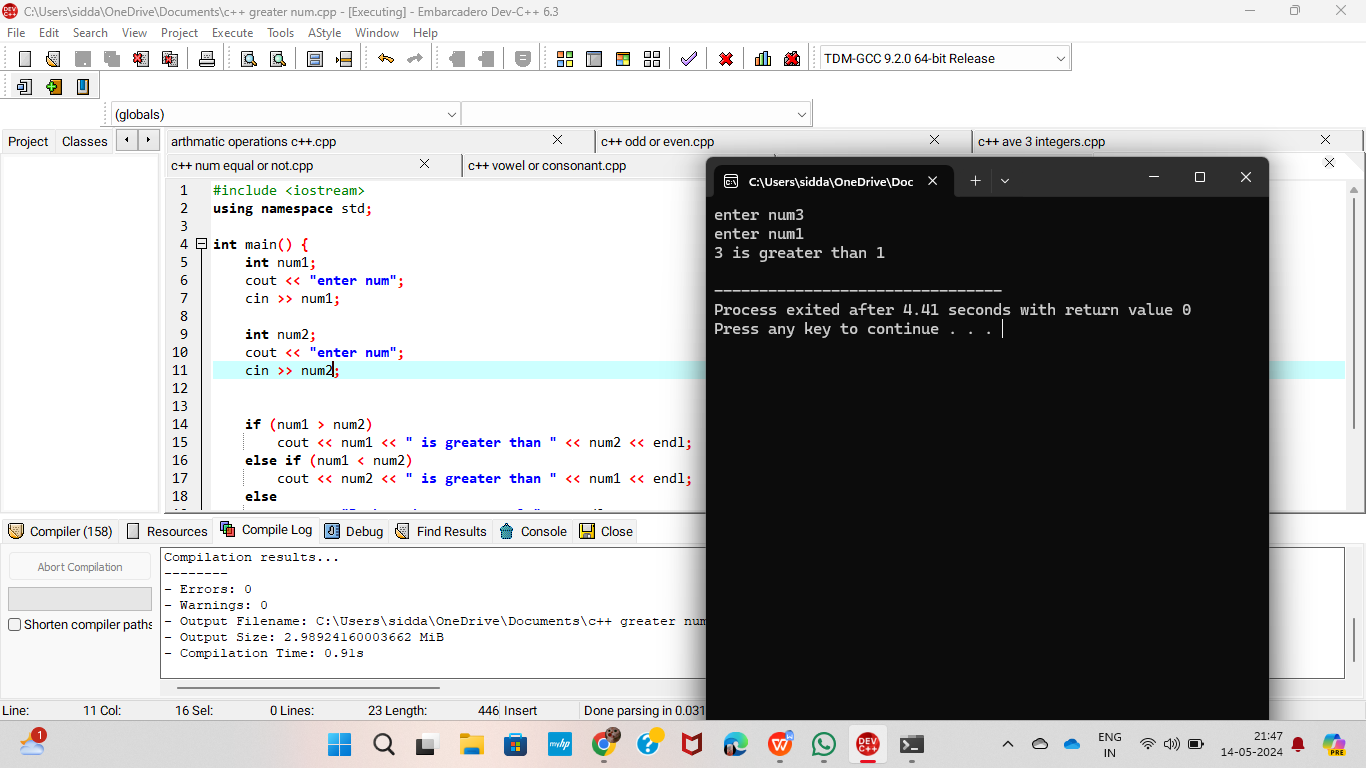 C:\Users\sidda\OneDrive\Documents\c++ greater num.cpp - [Executing] - Embarcadero Dev-C++ 6.3
File Edit Search View Project Execute Tools AStyle Window Help
TDM-GCC 9.2.0 64-bit Release
(globals)
Project Classes
arthmatic operations c++.cpp
c++ odd or even.cpp
c++ ave 3 integers.cpp
c++ num equal or not.cpp
c++ vowel or consonant.cpp
1 #include <iostream>
2 using namespace std;
3
4 int main() {
5 int num1;
6 cout << "enter num";
7 cin >> num1;
8
9 int num2;
10 cout << "enter num";
11 cin >> num2;
12
13
14 if (num1 > num2)
15 cout << num1 << " is greater than " << num2 << endl;
16 else if (num1 < num2)
17 cout << num2 << " is greater than " << num1 << endl;
18 else
C:\Users\sidda\OneDrive\Doc
enter num3
enter num1
3 is greater than 1
--------------------------------
Process exited after 4.41 seconds with return value 0
Press any key to continue . . .
Compiler (158) Resources Compile Log Debug Find Results Console Close
Abort Compilation
Shorten compiler paths
Compilation results...
--------
- Errors: 0
- Warnings: 0
- Output Filename: C:\Users\sidda\OneDrive\Documents\c++ greater num
- Output Size: 2.98924160003662 MiB
- Compilation Time: 0.91s
Line: 11 Col: 16 Sel: 0 Lines: 23 Length: 446 Insert Done parsing in 0.031
1
myhp
DEV C++
ENG
IN
21:47
14-05-2024
PRE